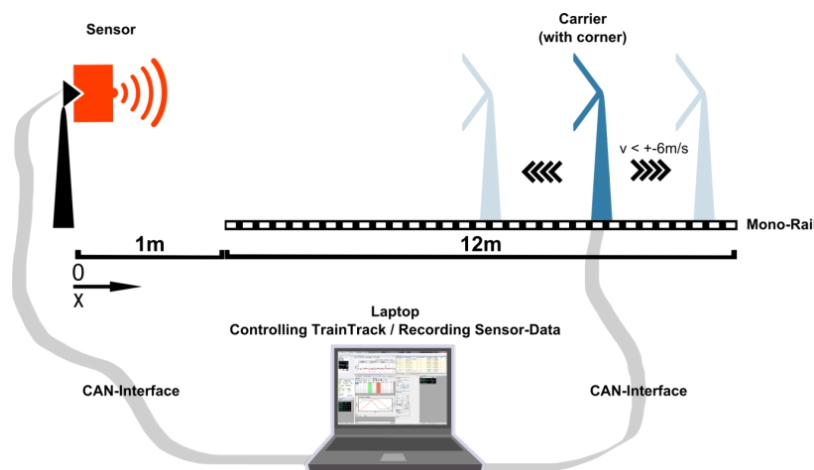 Sensor
Carrier
(with corner)
v < +-6m/s
Mono-Rail
1m
12m
0
X
Laptop
Controlling TrainTrack / Recording Sensor-Data
CAN-Interface
CAN-Interface